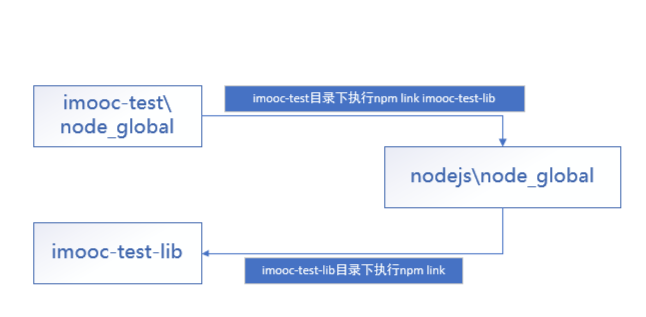 imooc-test\
node_global
imooc-test目录下执行npm link imooc-test-lib
nodejs\node_global
imooc-test-lib
imooc-test-lib目录下执行npm link